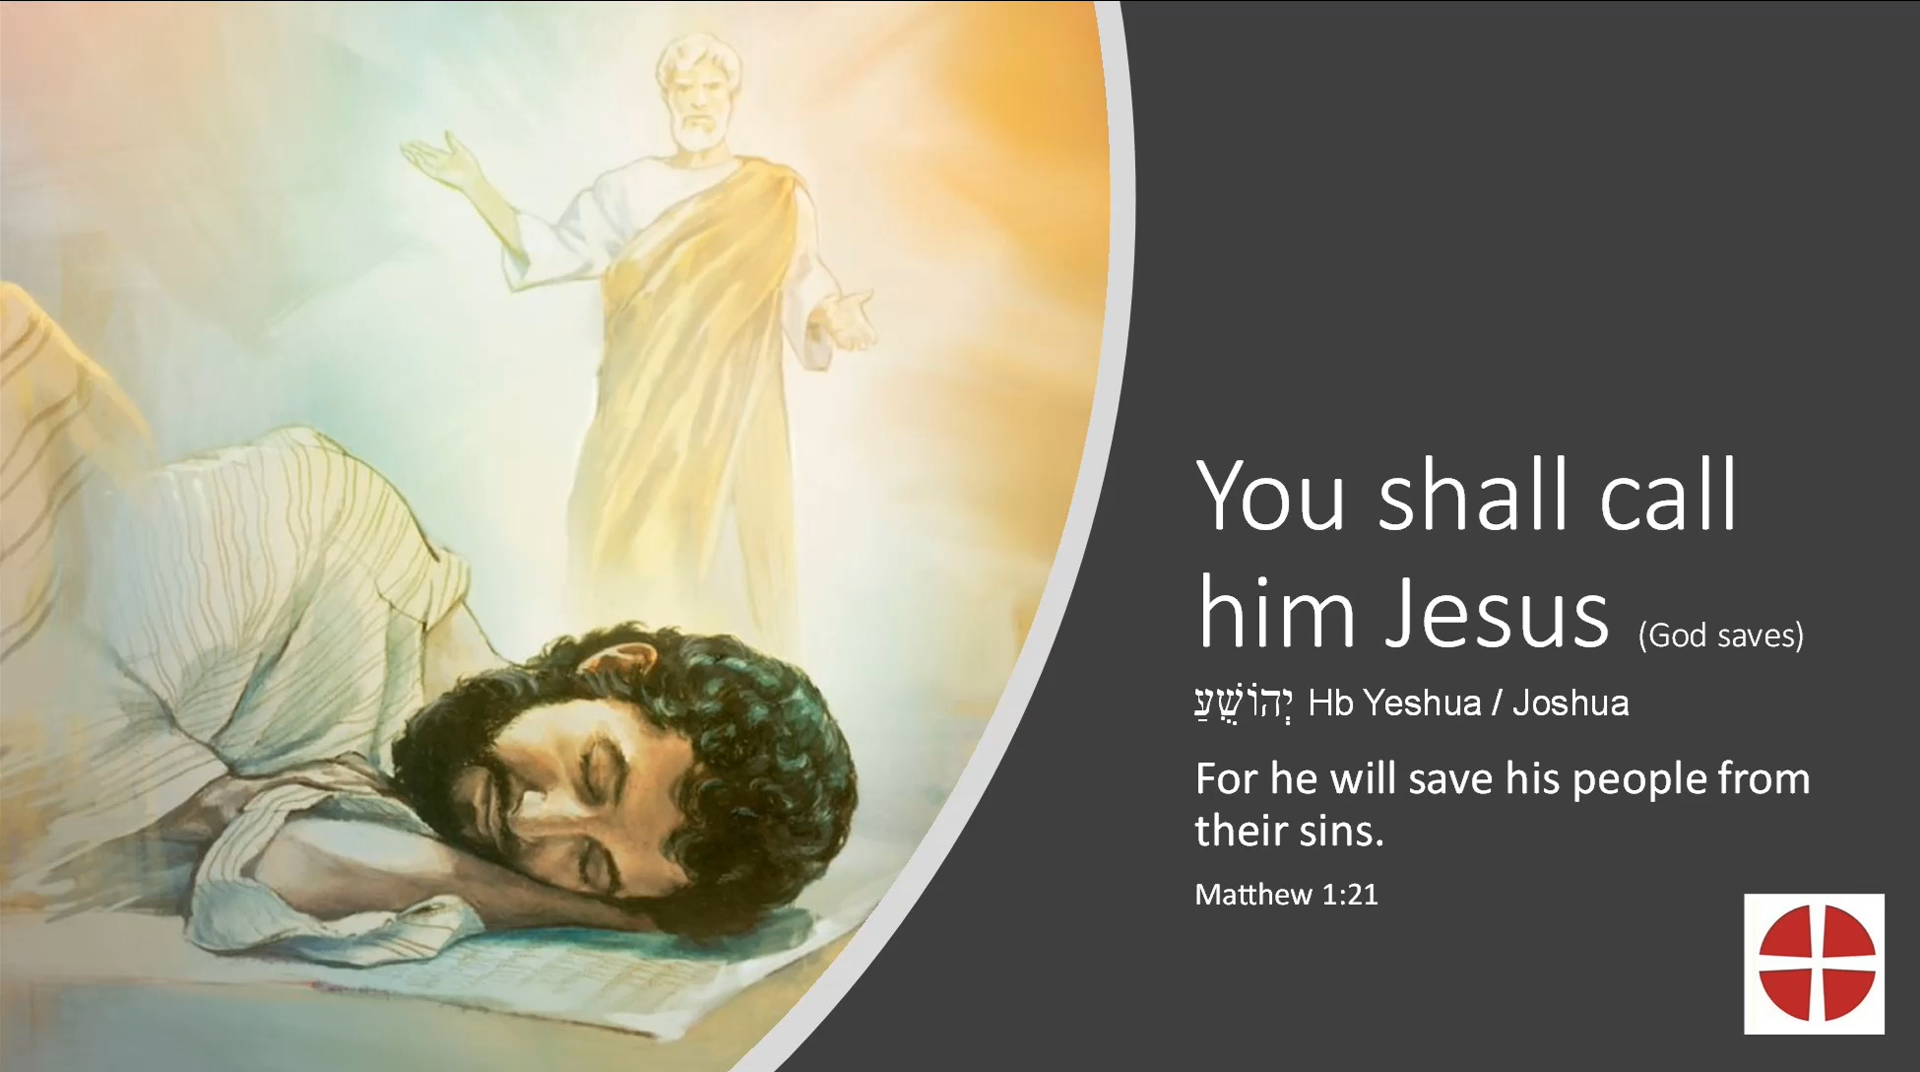 You shall call
him Jesus (God saves)
יְהוֹשֻׁעַ Hb Yeshua / Joshua
For he will save his people from
their sins.
Matthew 1:21